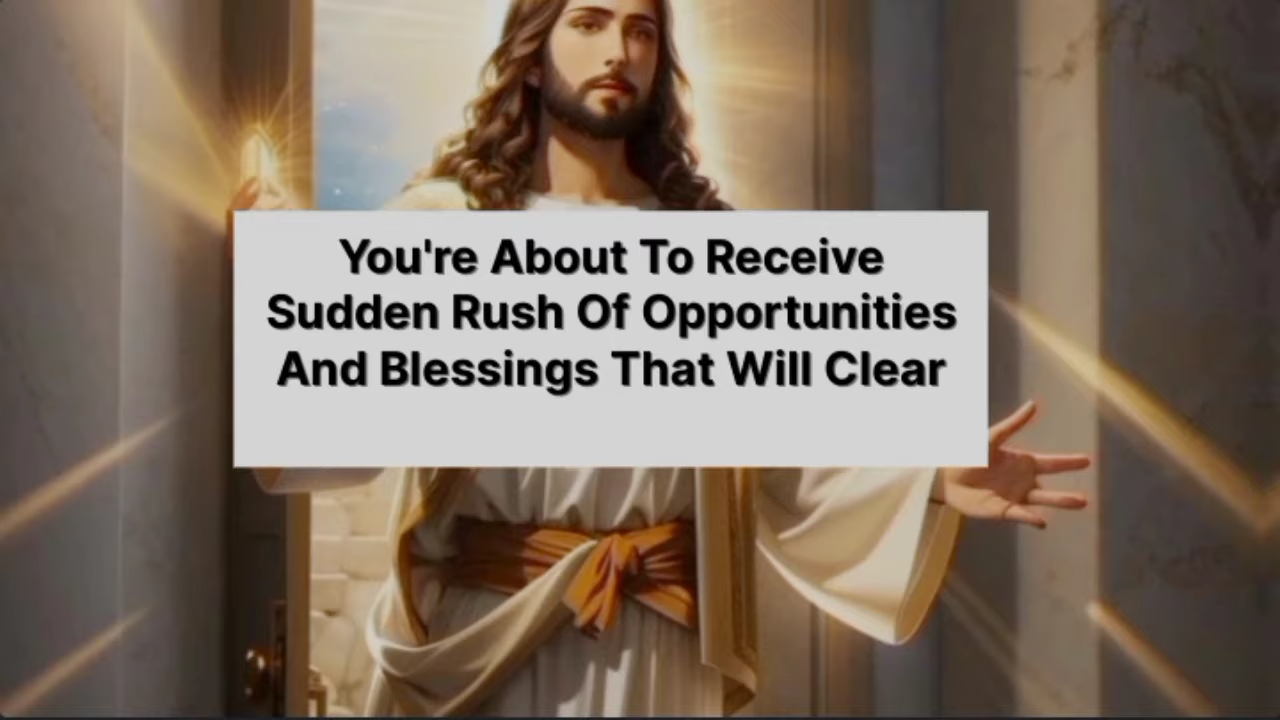 You're About To Receive
Sudden Rush Of Opportunities
And Blessings That Will Clear